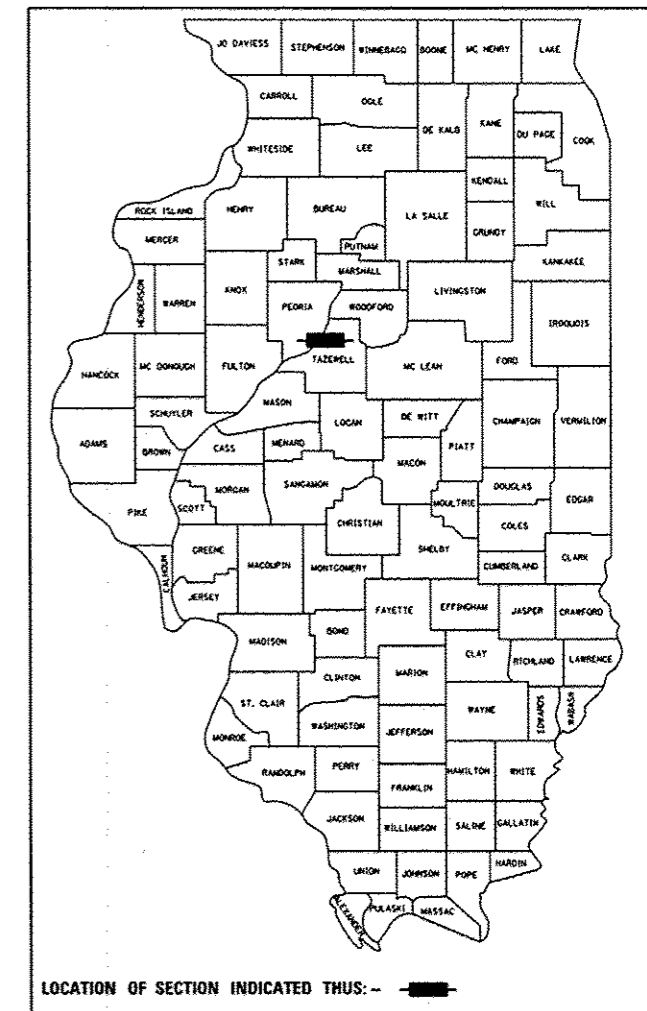 JO DAVIESS STEPHENSON WINNEBAGO BOONE MC HENRY LAKE
CARROLL OGLE DE KALB KANE DU PAGE COOK
WHITESIDE LEE
KENDALL WILL
ROCK ISLAND HENRY BUREAU LA SALLE GRUNDY
MERCER PUTNAM KANKAKEE
STARK MARSHALL
HENDERSON WARREN KNOX PEORIA WOODFORD LIVINGSTON IROQUOIS
HANCOCK MC DONOUGH FULTON TAZEWELL MC LEAN FORD
SCHUYLER MASON LOGAN DE WITT CHAMPAIGN VERMILION
ADAMS BROWN CASS MENARD MACON PIATT
PIKE SCOTT MORGAN SANGAMON MOULTRIE DOUGLAS EDGAR
CHRISTIAN COLES
CALHOUN GREENE MACOUPIN MONTGOMERY SHELBY CUMBERLAND CLARK
JERSEY FAYETTE EFFINGHAM JASPER CRAWFORD
MADISON BOND CLAY RICHLAND LAWRENCE
ST. CLAIR CLINTON MARION WAYNE EDWARDS WABASH
MONROE WASHINGTON JEFFERSON
RANDOLPH PERRY FRANKLIN HAMILTON WHITE
JACKSON WILLIAMSON SALINE GALLATIN
UNION JOHNSON POPE HARDIN
ALEXANDER PULASKI MASSAC
LOCATION OF SECTION INDICATED THUS: -